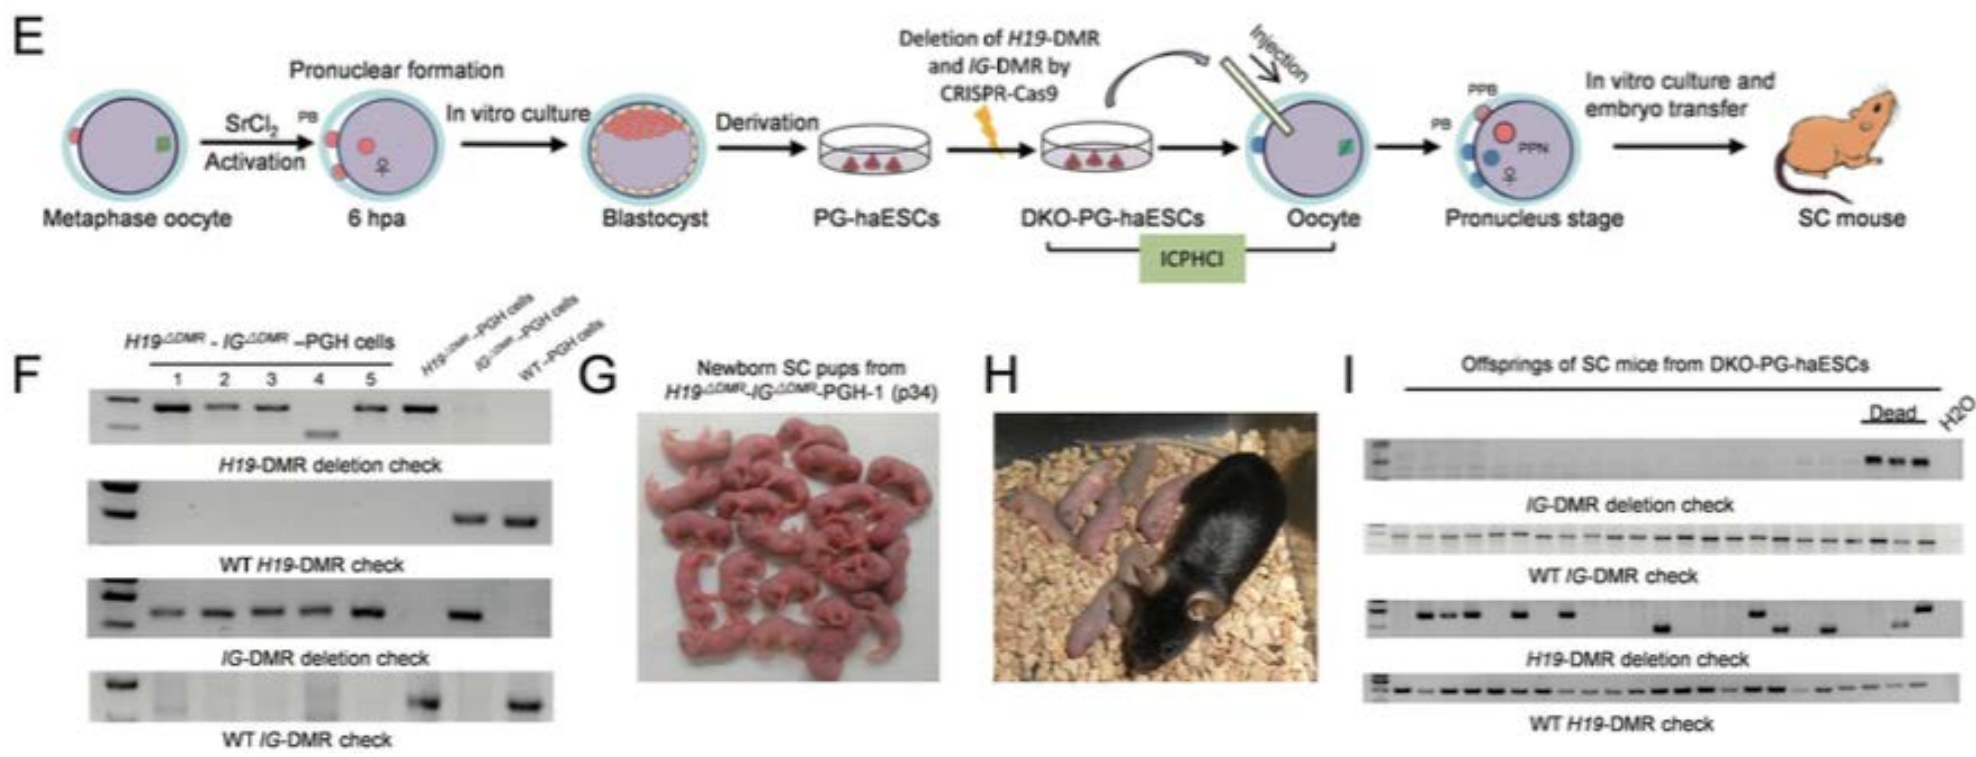 E
Pronuclear formation
SrCl2
Activation
PB
In vitro culture
Derivation
Deletion of H19-DMR
and IG-DMR by
CRISPR-Cas9
Injection
PPB
PB
PPN
♀
♀
In vitro culture and
embryo transfer
Metaphase oocyte
6 hpa
Blastocyst
PG-haESCs
DKO-PG-haESCs
Oocyte
Pronucleus stage
SC mouse
ICPHCI
F
H19ΔDMR - IGΔDMR –PGH cells
H19ΔDMR –PGH cells
IGΔDMR –PGH cells
WT –PGH cells
1 2 3 4 5
H19-DMR deletion check
WT H19-DMR check
IG-DMR deletion check
WT IG-DMR check
G
Newborn SC pups from
H19ΔDMR-IGΔDMR-PGH-1 (p34)
H
I
Offsprings of SC mice from DKO-PG-haESCs
Dead
H2O
IG-DMR deletion check
WT IG-DMR check
H19-DMR deletion check
WT H19-DMR check